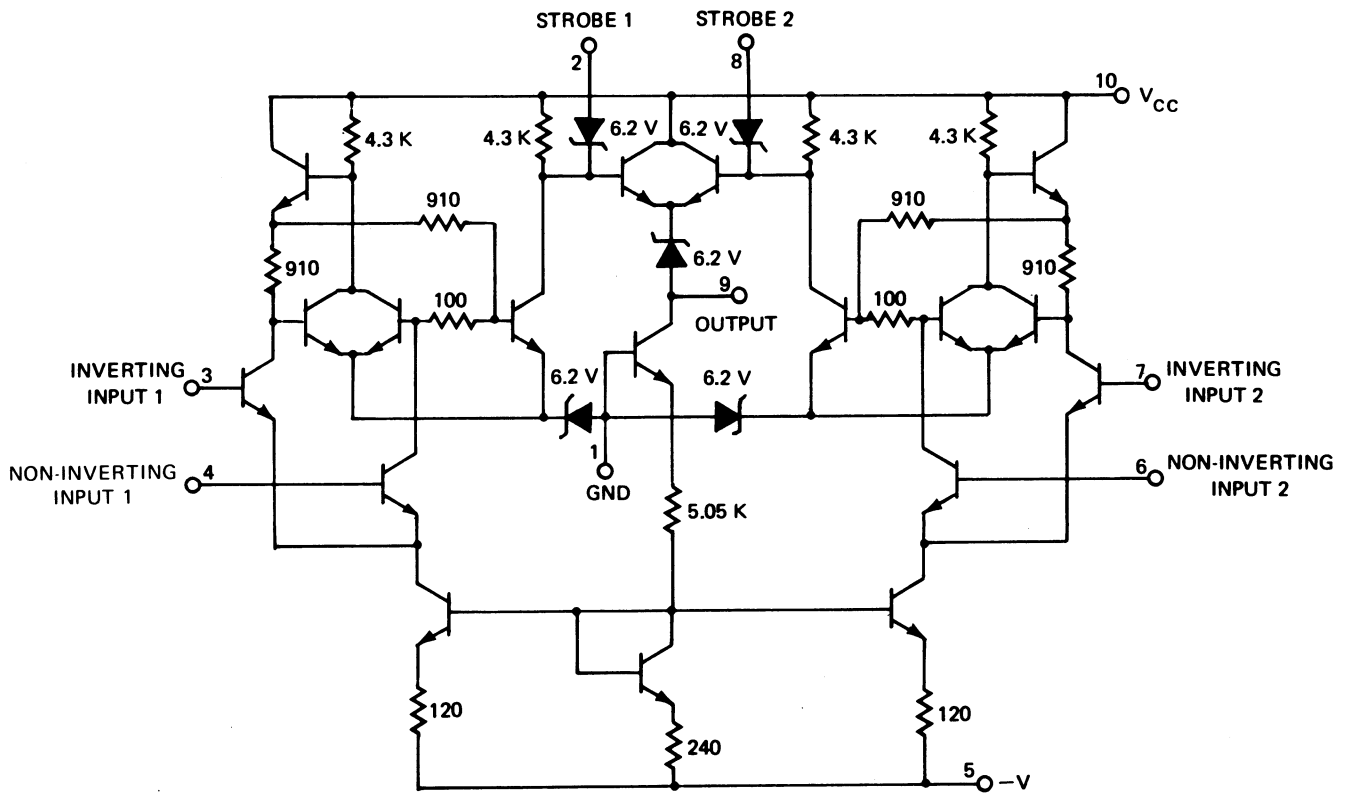 STROBE 1 STROBE 2
2 8
10 VCC
4.3 K 4.3 K 6.2 V 6.2 V 4.3 K 4.3 K
910 910
910 6.2 V 910
9
100 OUTPUT 100
INVERTING
INPUT 1
3
6.2 V 6.2 V
7
INVERTING
INPUT 2
1
GND
NON-INVERTING
INPUT 1
4
6
NON-INVERTING
INPUT 2
5.05 K
120 240 120
5 –V